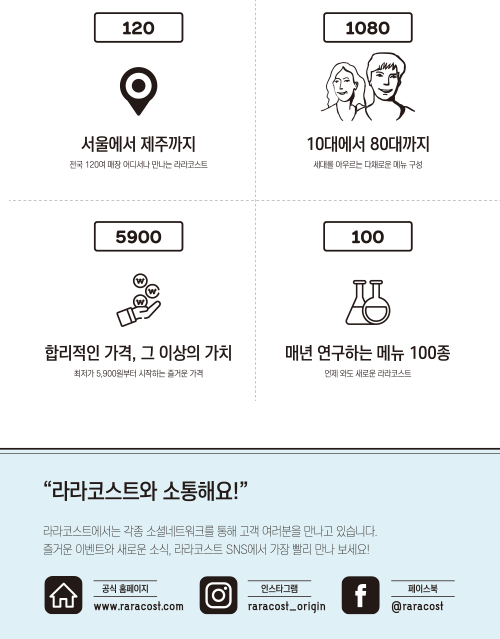 120
1080
서울에서 제주까지
전국 120여 매장 어디서나 만나는 라라코스트
10대에서 80대까지
세대를 아우르는 다채로운 메뉴 구성
5900
100
합리적인 가격, 그 이상의 가치
최저가 5,900원부터 시작하는 즐거운 가격
매년 연구하는 메뉴 100종
언제 와도 새로운 라라코스트
“라라코스트와 소통해요!”
라라코스트에서는 각종 소셜네트워크를 통해 고객 여러분을 만나고 있습니다.
즐거운 이벤트와 새로운 소식, 라라코스트 SNS에서 가장 빨리 만나 보세요!
공식 홈페이지
www.raracost.com
인스타그램
raracost_origin
페이스북
@raracost